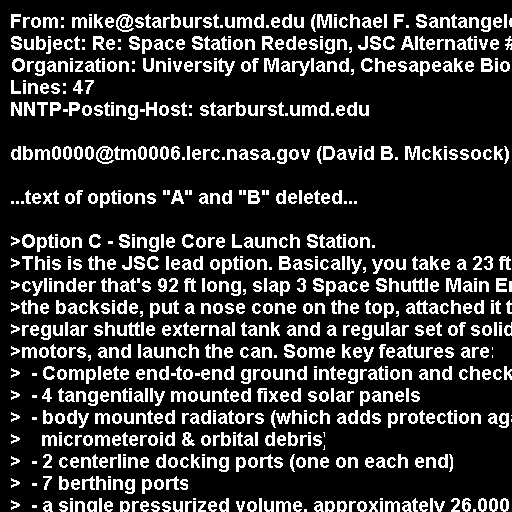 From: mike@starburst.umd.edu (Michael F. Santangelo
Subject: Re: Space Station Redesign, JSC Alternative #
Organization: University of Maryland, Chesapeake Bio
Lines: 47
NNTP-Posting-Host: starburst.umd.edu

dbm0000@tm0006.lerc.nasa.gov (David B. Mckissock)

...text of options "A" and "B" deleted...

>Option C - Single Core Launch Station.
>This is the JSC lead option. Basically, you take a 23 ft
>cylinder that's 92 ft long, slap 3 Space Shuttle Main En
>the backside, put a nose cone on the top, attached it t
>regular shuttle external tank and a regular set of solid
>motors, and launch the can. Some key features are:
>  - Complete end-to-end ground integration and check
>  - 4 tangentially mounted fixed solar panels
>  - body mounted radiators (which adds protection aga
>    micrometeroid & orbital debris)
>  - 2 centerline docking ports (one on each end)
>  - 7 berthing ports
>  - a single pressurized volume, approximately 26,000